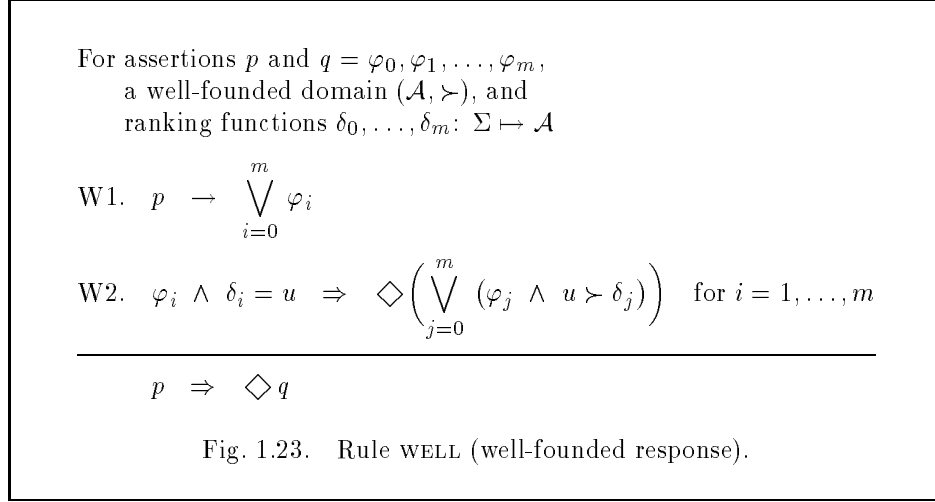 For assertions p and q = φ₀, φ₁, . . . , φₘ,
a well-founded domain (𝒜, ≻), and
ranking functions δ₀, . . . , δₘ: Σ ↦ 𝒜
W1. p → ⋁_{i=0}^{m} φᵢ
W2. φᵢ ∧ δᵢ = u ⇒ ◇(⋁_{j=0}^{m} (φⱼ ∧ u ≻ δⱼ)) for i = 1, . . . , m
p ⇒ ◇ q
Fig. 1.23. Rule WELL (well-founded response).